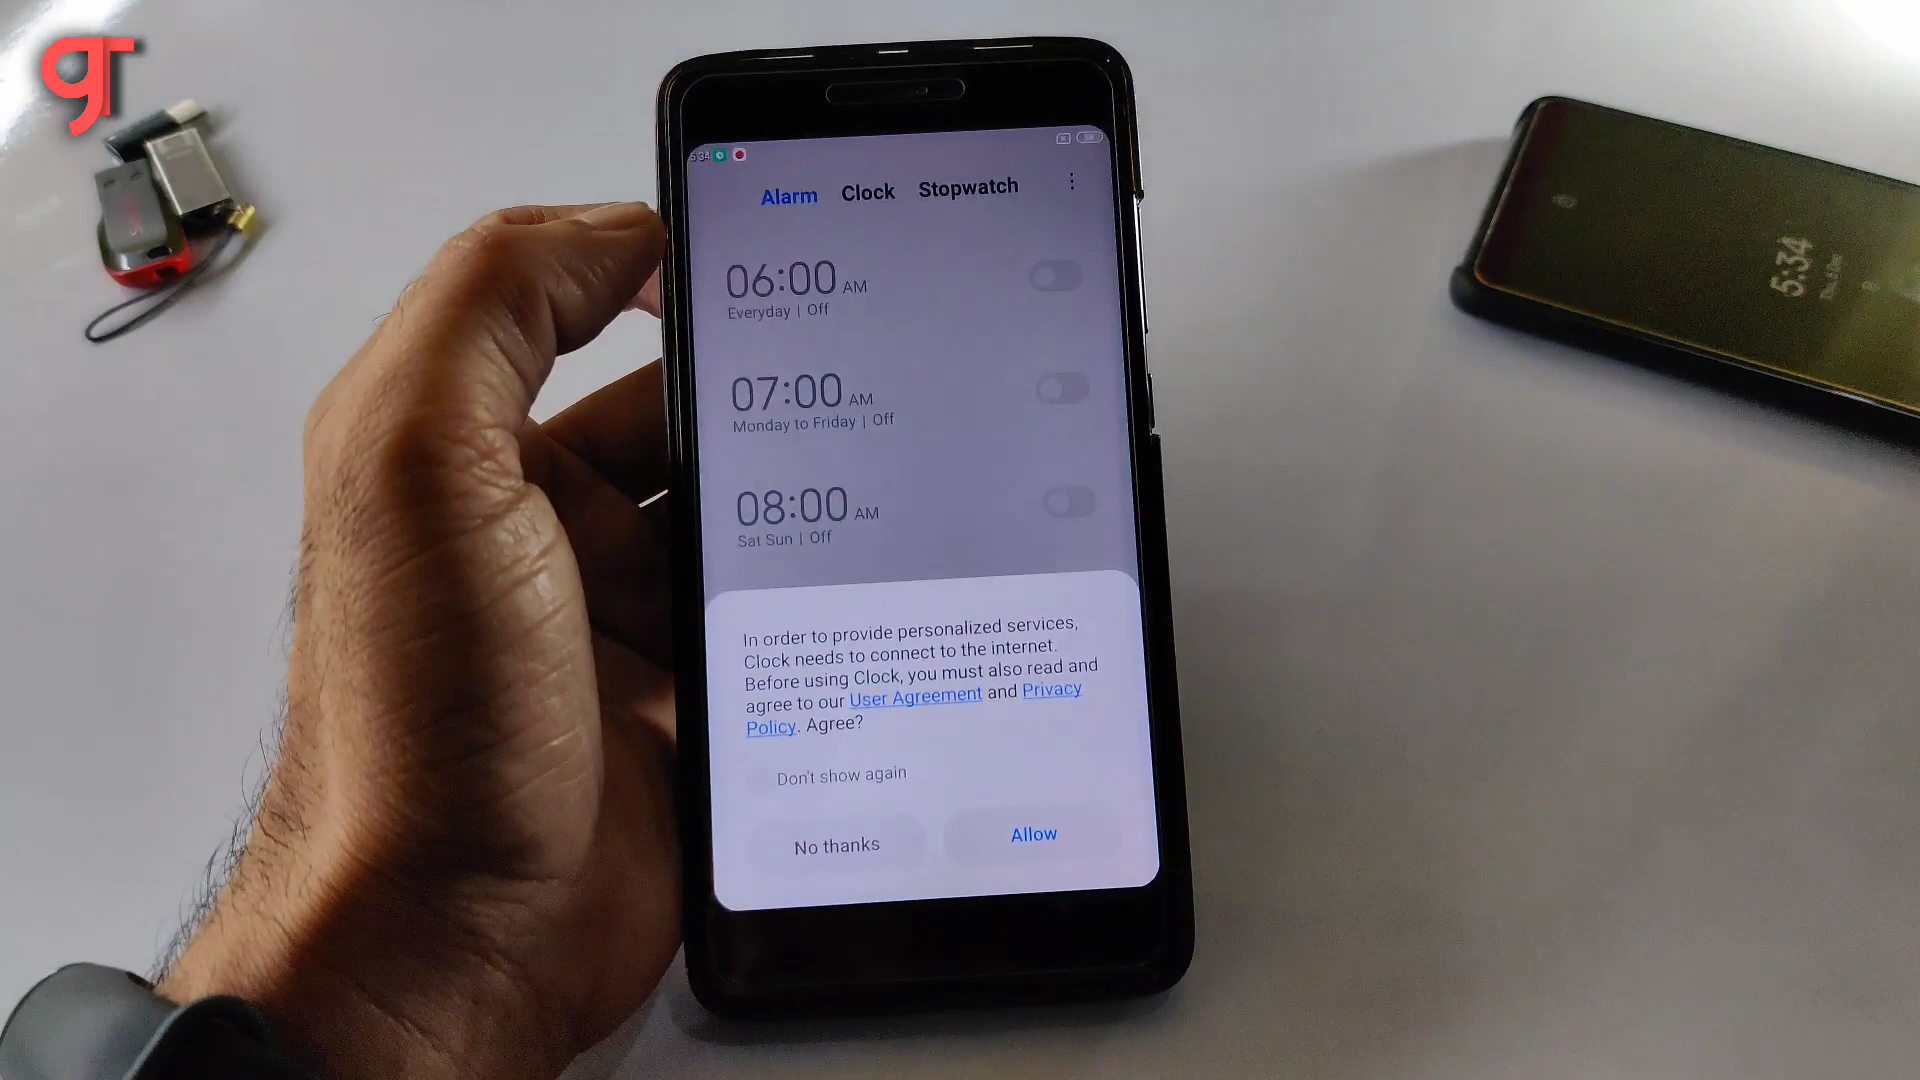 5:34
Alarm Clock Stopwatch
06:00 AM
Everyday | Off
07:00 AM
Monday to Friday | Off
08:00 AM
Sat Sun | Off
In order to provide personalized services,
Clock needs to connect to the internet.
Before using Clock, you must also read and
agree to our User Agreement and Privacy
Policy. Agree?
Don't show again
No thanks
Allow
5:34